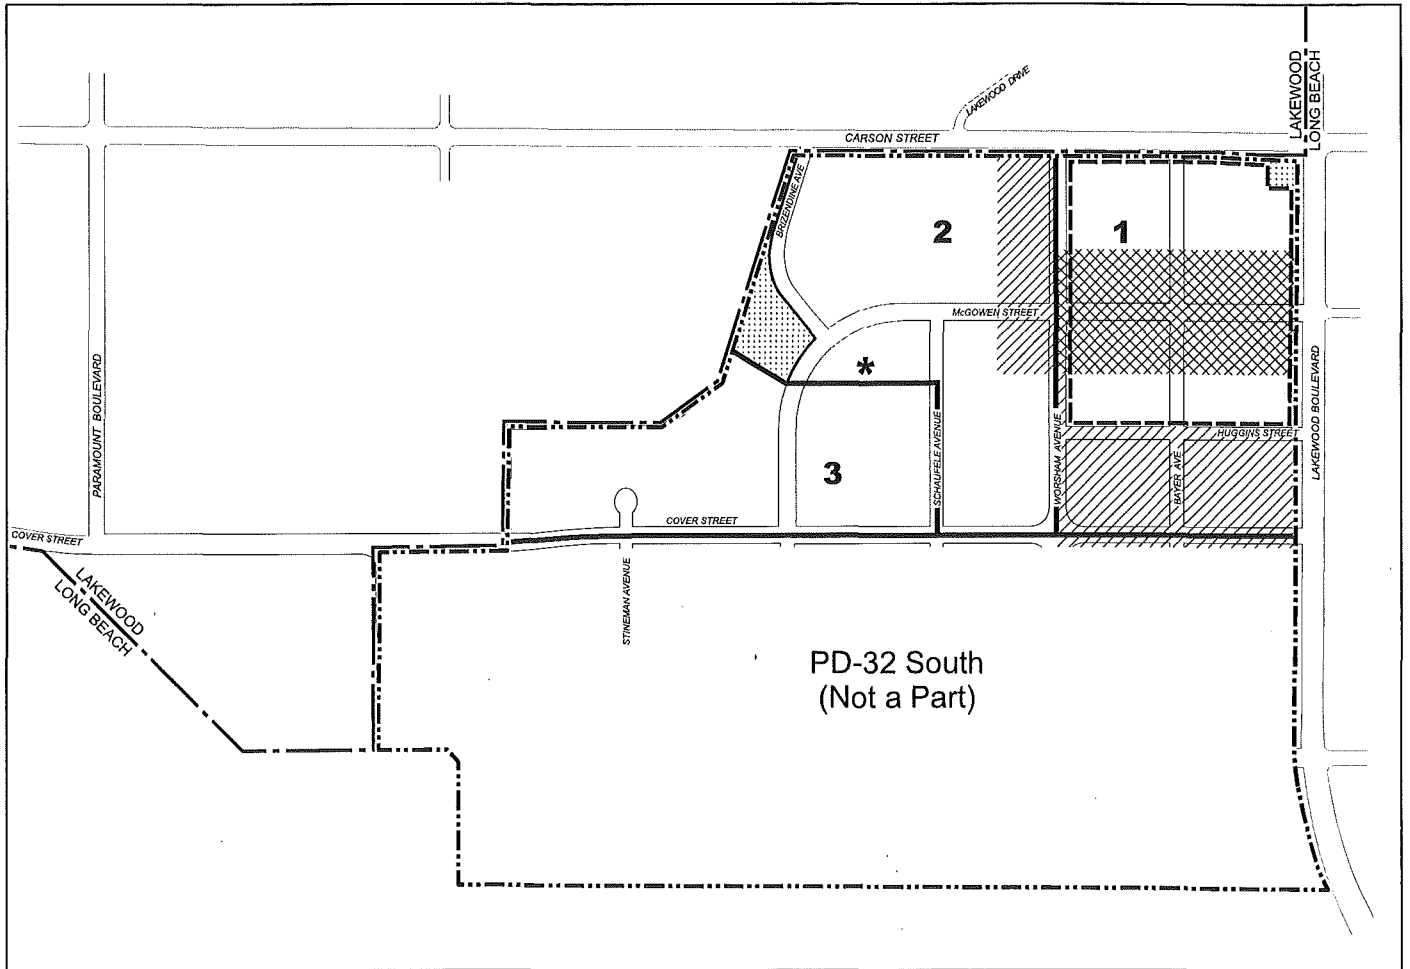 LAKEWOOD
LONG BEACH
LAKEWOOD DRIVE
CARSON STREET
BRIZENDINE AVE
2
1
McGOWEN STREET
*
PARAMOUNT BOULEVARD
LAKEWOOD BOULEVARD
SCHAUFELE AVENUE
WORSHAM AVENUE
HUGGINS STREET
BAYER AVE
3
COVER STREET
COVER STREET
LAKEWOOD
LONG BEACH
STINEMAN AVENUE
PD-32 South
(Not a Part)